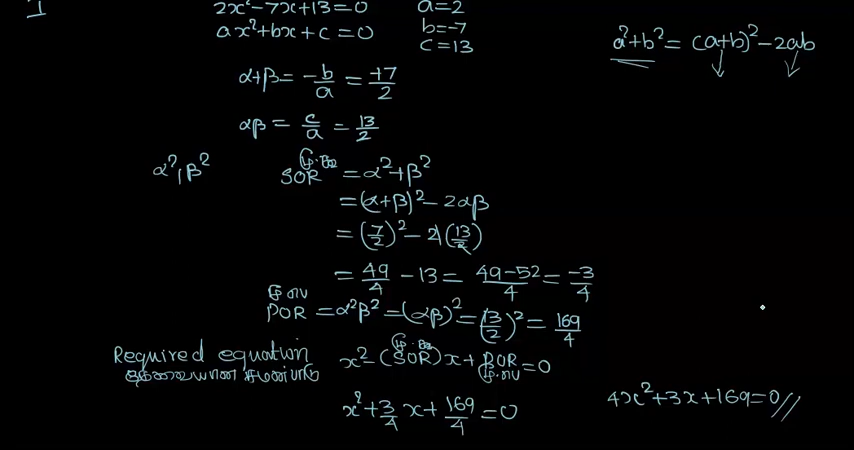 I
2x²-7x+13=0   a=2
ax²+bx+c=0   b=-7
c=13
a²+b²=(a+b)²-2ab
α+β = -b/a = +7/2
αβ = c/a = 13/2
α², β²   SOR = α²+β²
=(α+β)²-2αβ
=(7/2)²-2(13/2)
=49/4-13=(49-52)/4=-3/4
POR =α²β²=(αβ)²=(13/2)²=169/4
Required equation   x²-(SOR)x+POR=0
x²+3/4x+169/4=0   4x²+3x+169=0//